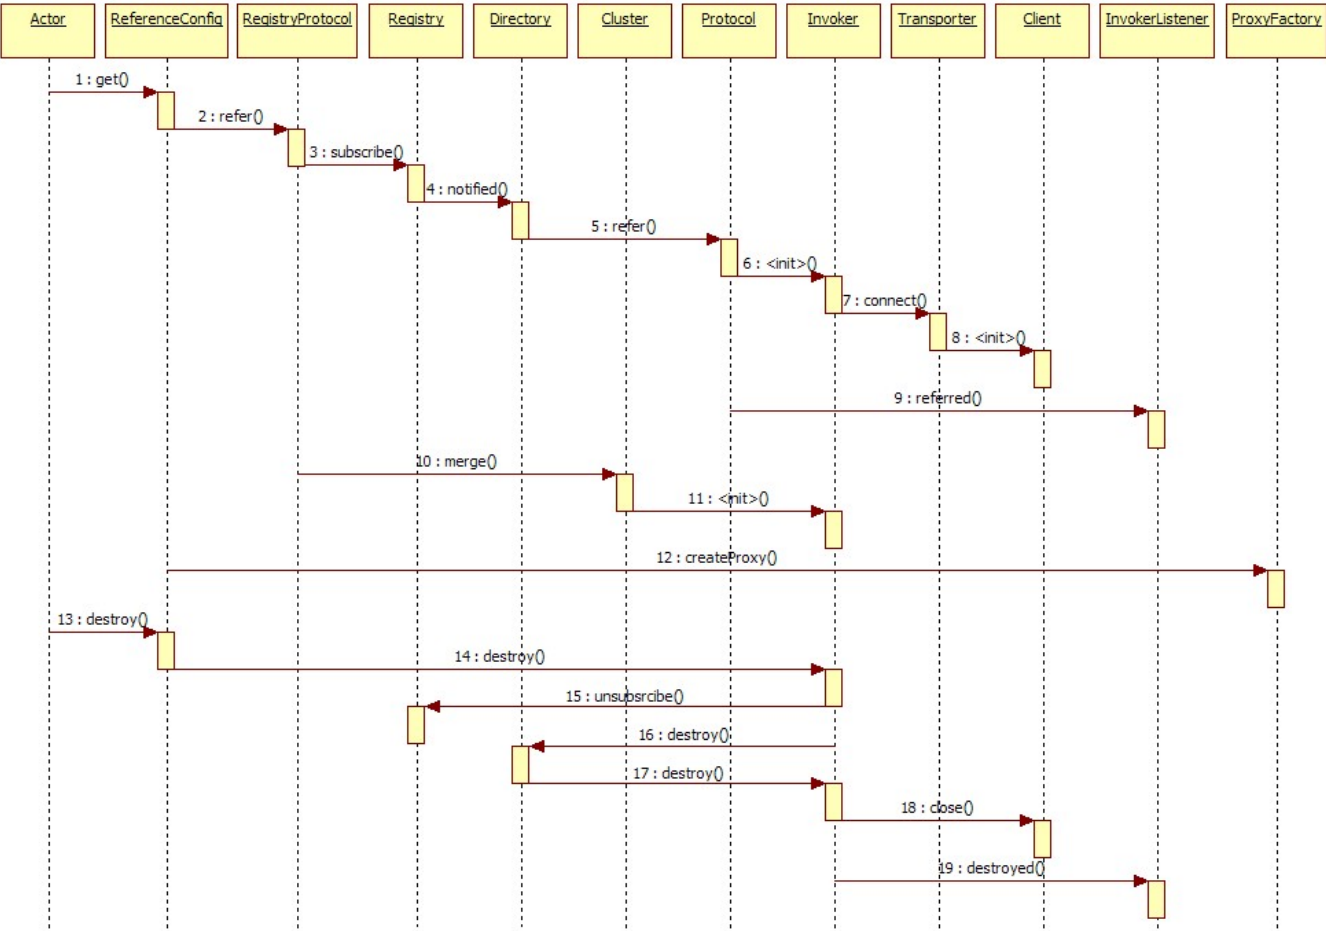 Actor ReferenceConfig RegistryProtocol Registry Directory Cluster Protocol Invoker Transporter Client InvokerListener ProxyFactory
1 : get()
2 : refer()
3 : subscribe()
4 : notified()
5 : refer()
6 : <init>()
7 : connect()
8 : <init>()
9 : referred()
10 : merge()
11 : <init>()
12 : createProxy()
13 : destroy()
14 : destroy()
15 : unsubsrcibe()
16 : destroy()
17 : destroy()
18 : close()
19 : destroyed()